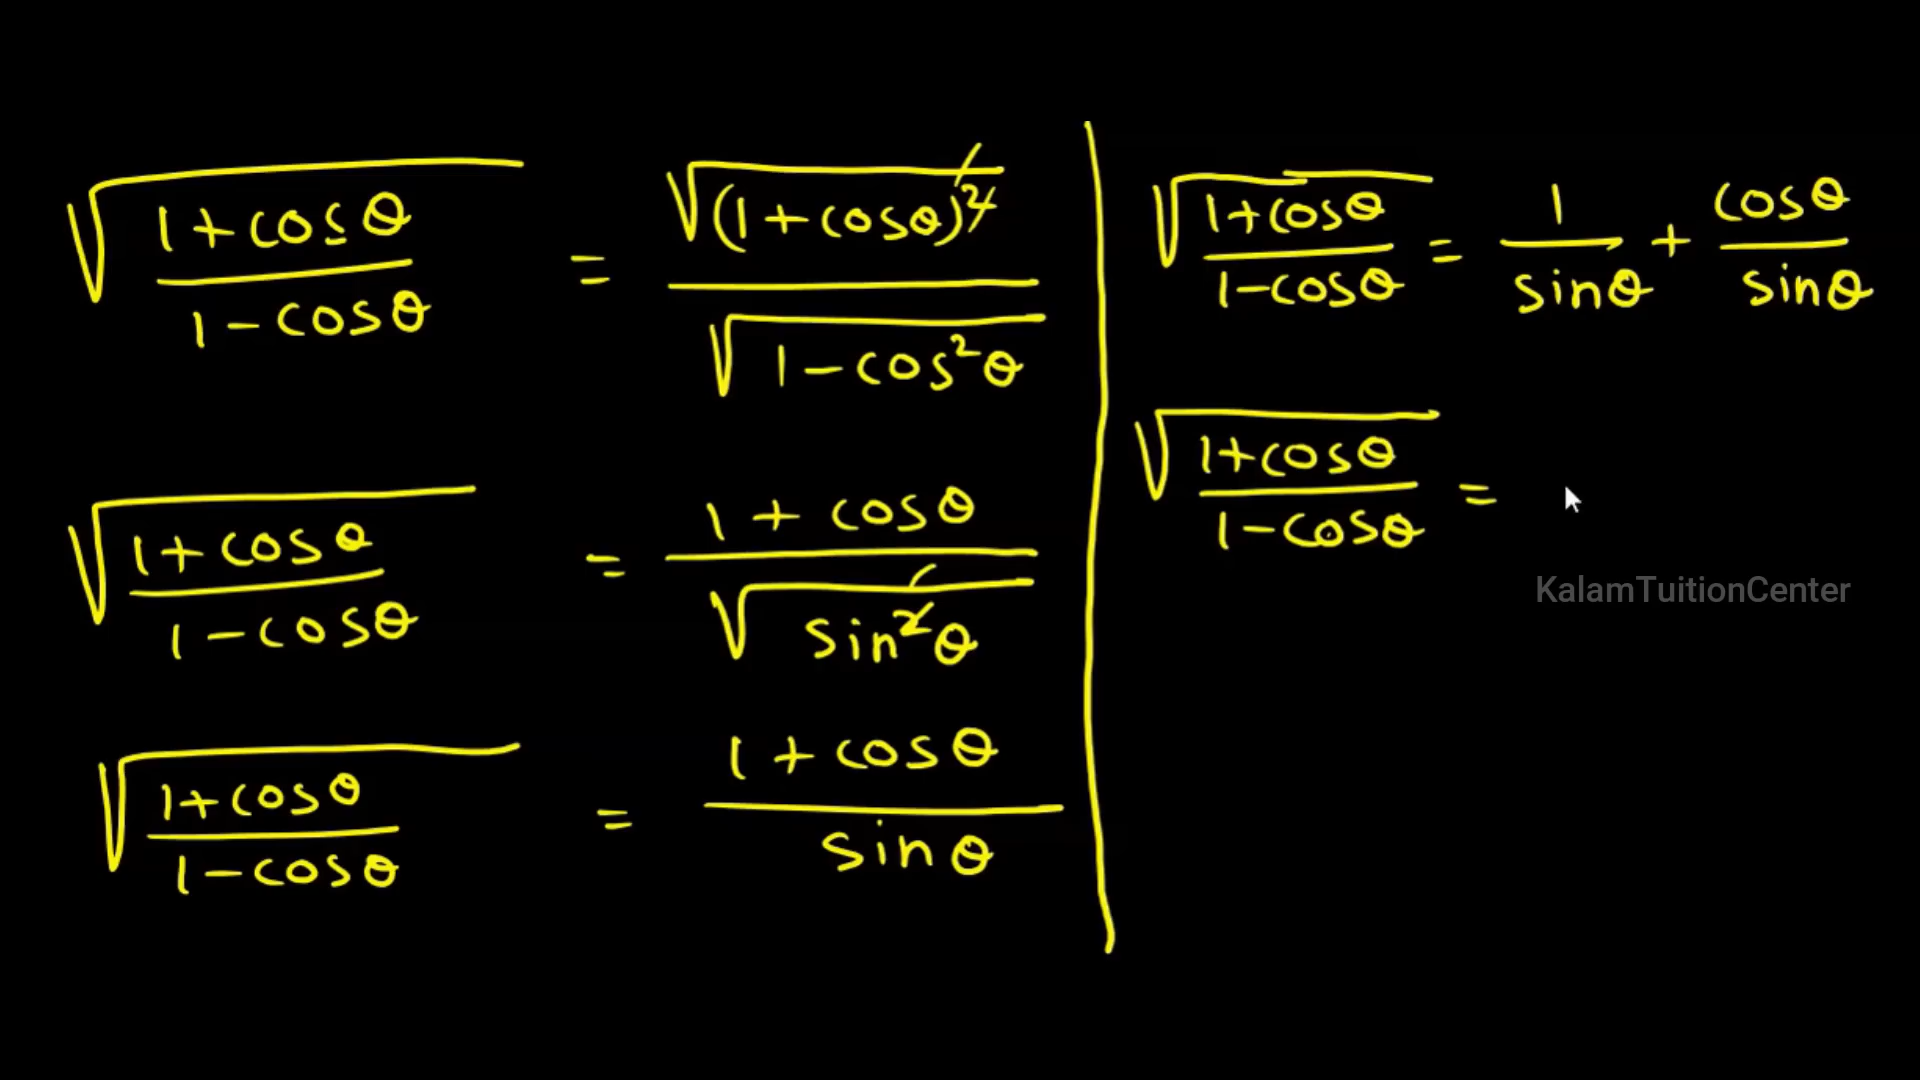 √((1+cosθ)/(1-cosθ)) = √((1+cosθ)²)/√(1-cos²θ)
√((1+cosθ)/(1-cosθ)) = (1+cosθ)/√(sin²θ)
√((1+cosθ)/(1-cosθ)) = (1+cosθ)/sinθ
√((1+cosθ)/(1-cosθ)) = 1/sinθ + cosθ/sinθ
√((1+cosθ)/(1-cosθ)) =
KalamTuitionCenter